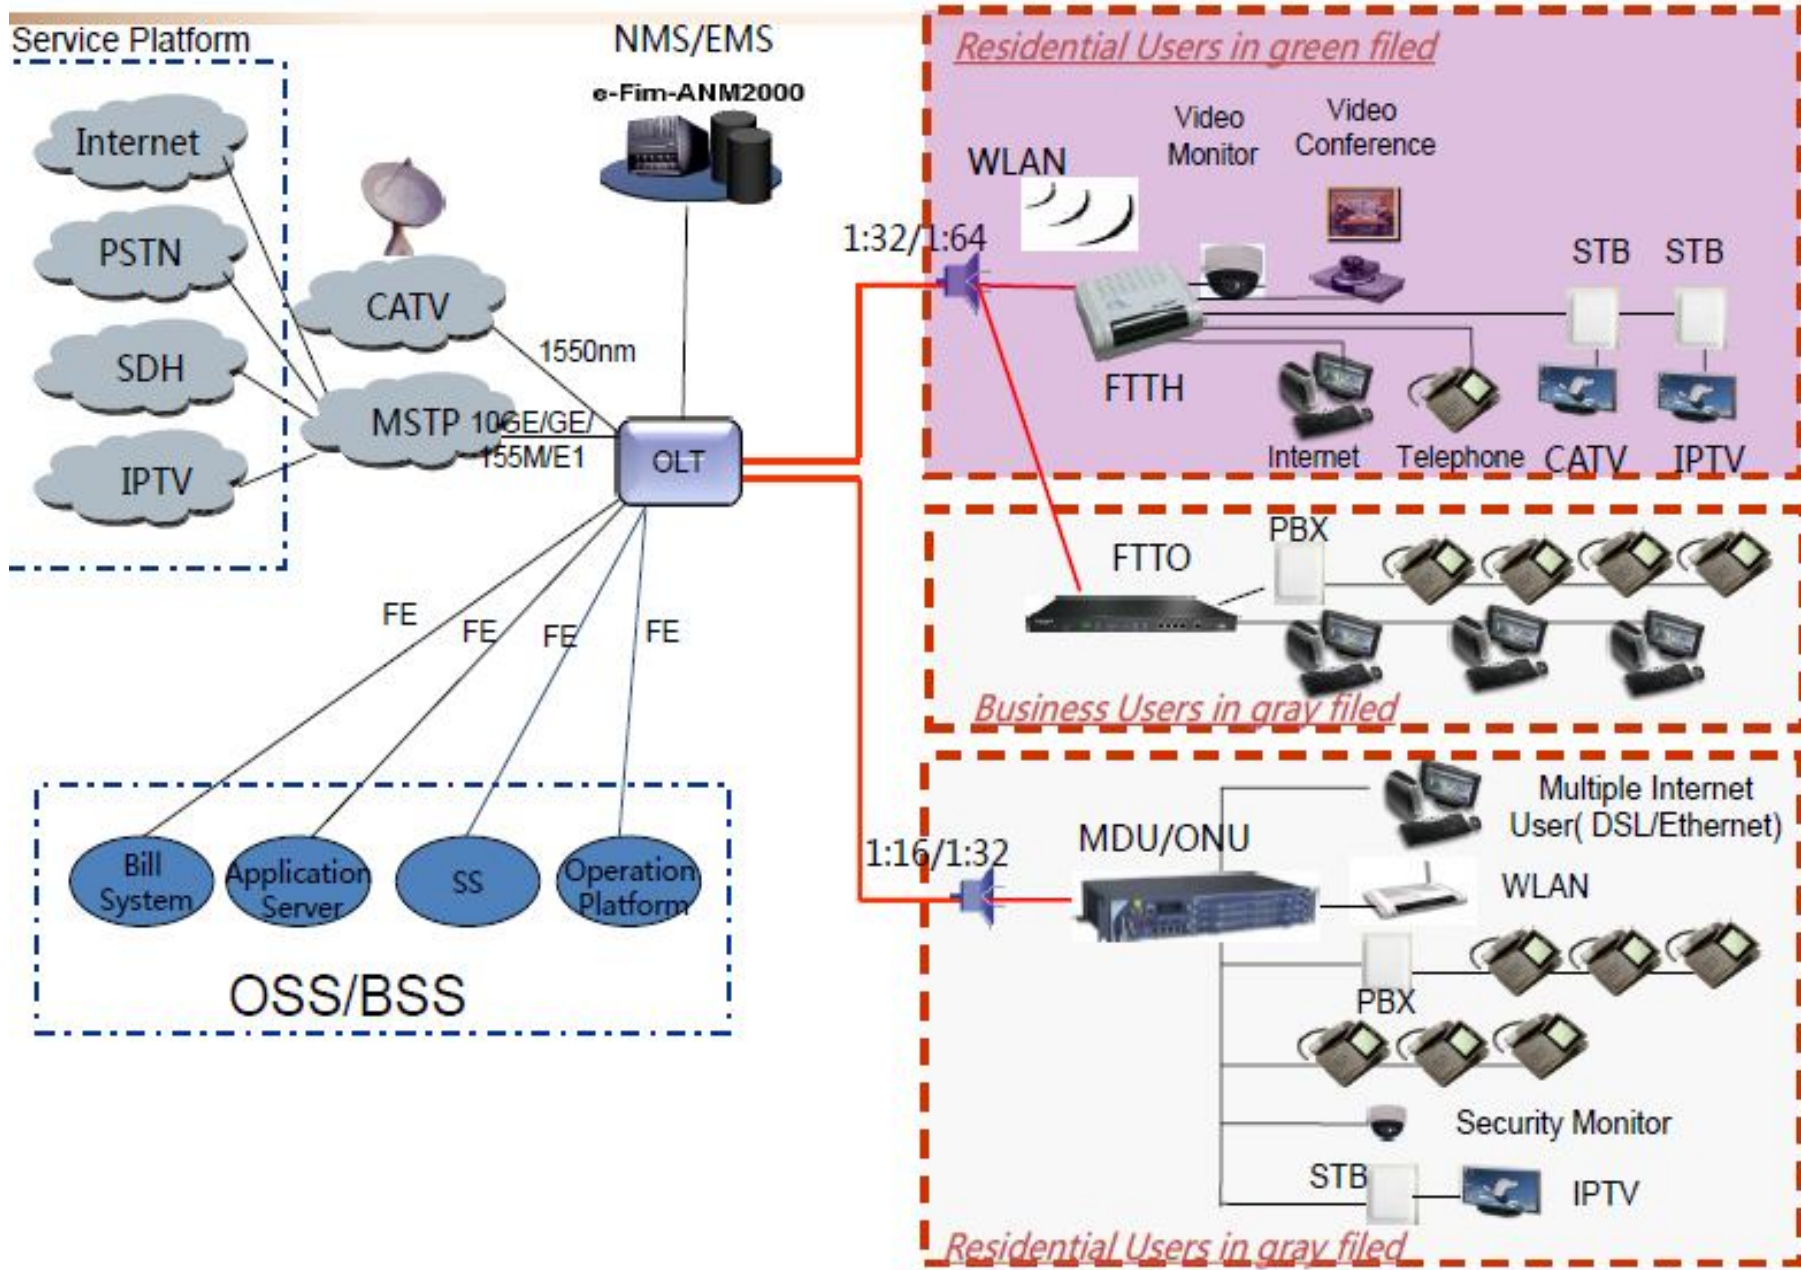 Service Platform
Internet
PSTN
SDH
IPTV
CATV
MSTP
1550nm
10GE/GE/
155M/E1
NMS/EMS
e-Fim-ANM2000
OLT
FE
FE
FE
FE
Bill
System
Application
Server
SS
Operation
Platform
OSS/BSS
1:32/1:64
1:16/1:32
Residential Users in green filed
WLAN
Video
Monitor
Video
Conference
STB
STB
FTTH
Internet
Telephone
CATV
IPTV
FTTO
PBX
Business Users in gray filed
MDU/ONU
Multiple Internet
User( DSL/Ethernet)
WLAN
PBX
Security Monitor
STB
IPTV
Residential Users in gray filed